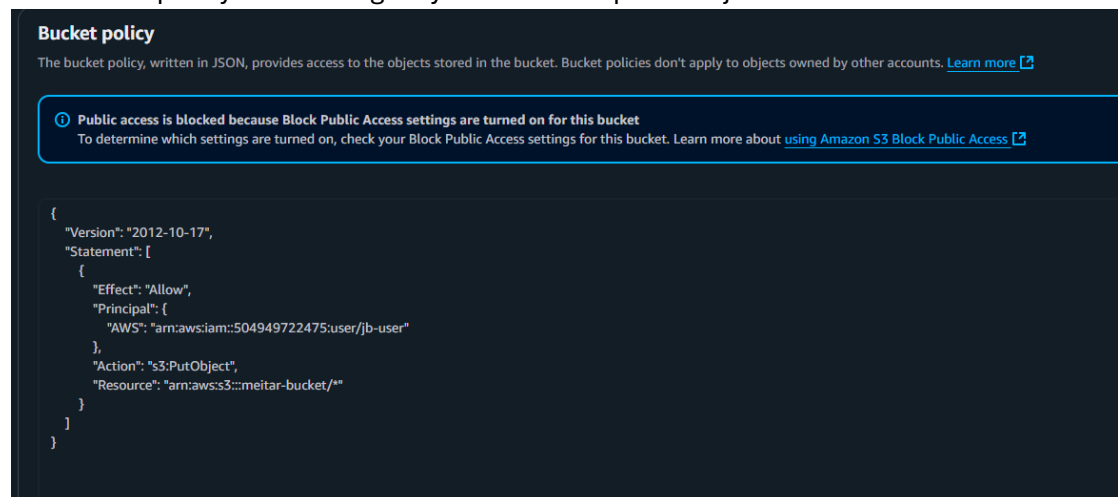 Bucket policy
The bucket policy, written in JSON, provides access to the objects stored in the bucket. Bucket policies don't apply to objects owned by other accounts. Learn more
Public access is blocked because Block Public Access settings are turned on for this bucket
To determine which settings are turned on, check your Block Public Access settings for this bucket. Learn more about using Amazon S3 Block Public Access
{
"Version": "2012-10-17",
"Statement": [
{
"Effect": "Allow",
"Principal": {
"AWS": "arn:aws:iam::504949722475:user/jb-user"
},
"Action": "s3:PutObject",
"Resource": "arn:aws:s3:::meitar-bucket/*"
}
]
}